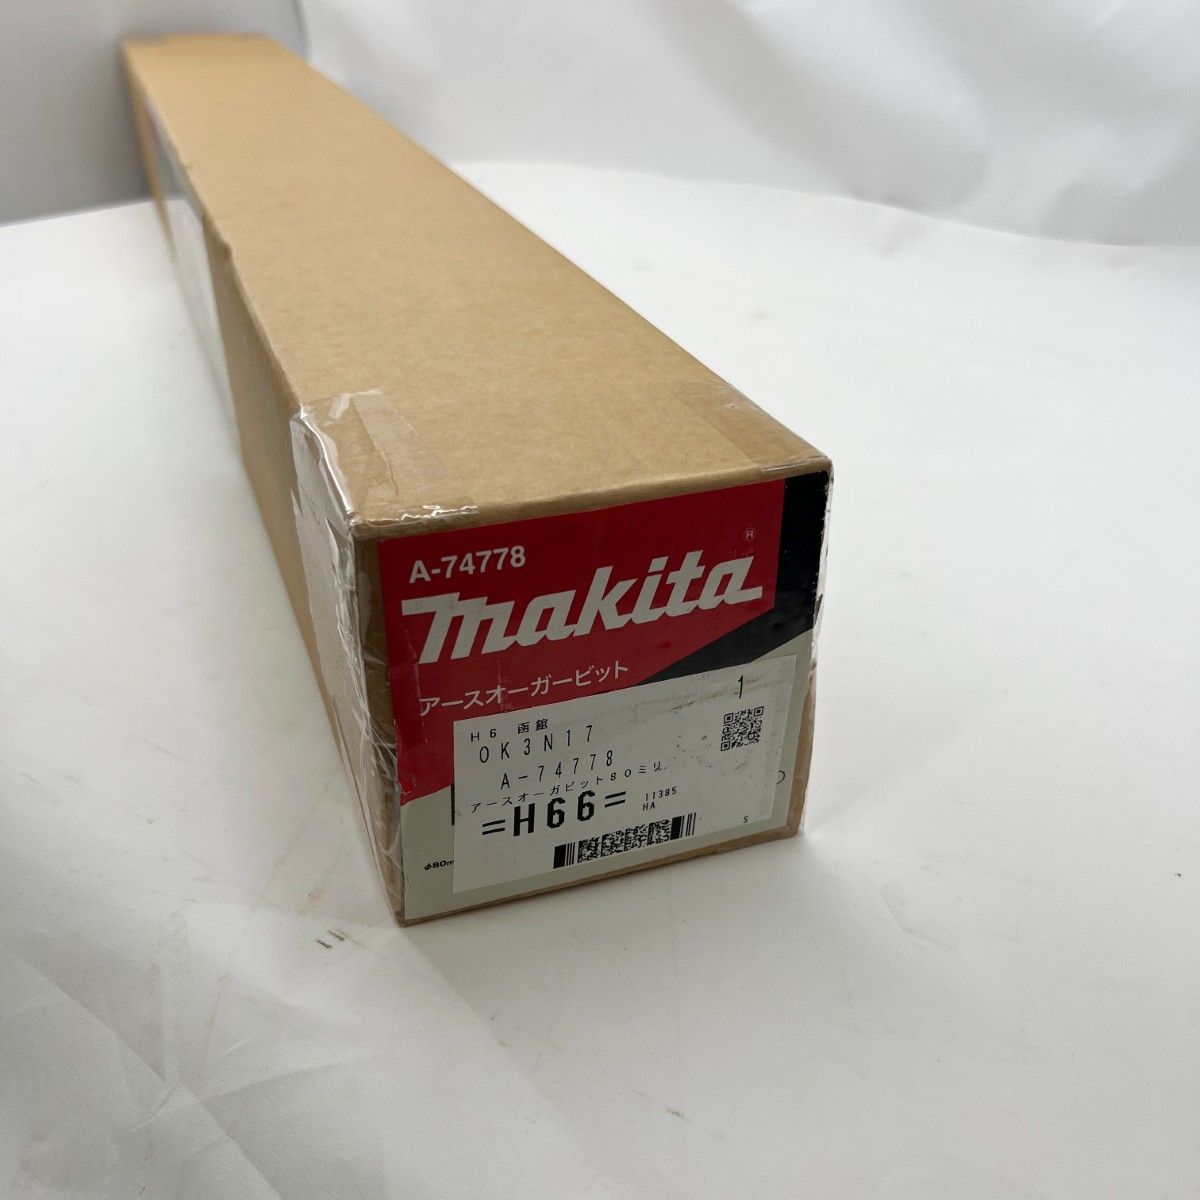 A-74778
makita®
アースオーガービット
H6 函館
1
OK3N17
A-74778
アースオーガビット80ミリ
=H66=
11385
HA
S
φ80m